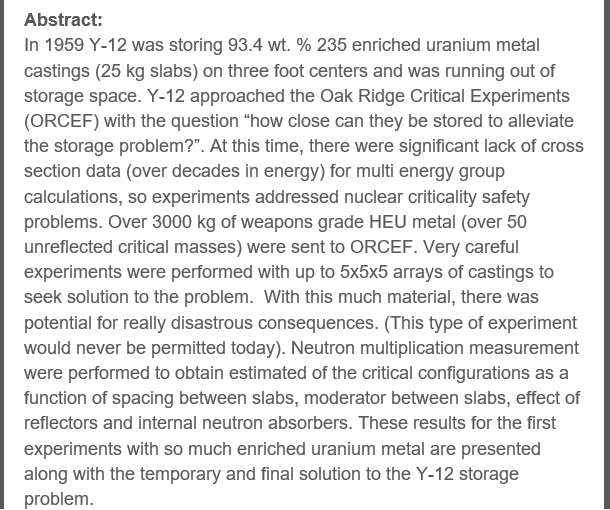 Abstract:
In 1959 Y-12 was storing 93.4 wt. % 235 enriched uranium metal
castings (25 kg slabs) on three foot centers and was running out of
storage space. Y-12 approached the Oak Ridge Critical Experiments
(ORCEF) with the question “how close can they be stored to alleviate
the storage problem?”. At this time, there were significant lack of cross
section data (over decades in energy) for multi energy group
calculations, so experiments addressed nuclear criticality safety
problems. Over 3000 kg of weapons grade HEU metal (over 50
unreflected critical masses) were sent to ORCEF. Very careful
experiments were performed with up to 5x5x5 arrays of castings to
seek solution to the problem.  With this much material, there was
potential for really disastrous consequences. (This type of experiment
would never be permitted today). Neutron multiplication measurement
were performed to obtain estimated of the critical configurations as a
function of spacing between slabs, moderator between slabs, effect of
reflectors and internal neutron absorbers. These results for the first
experiments with so much enriched uranium metal are presented
along with the temporary and final solution to the Y-12 storage
problem.